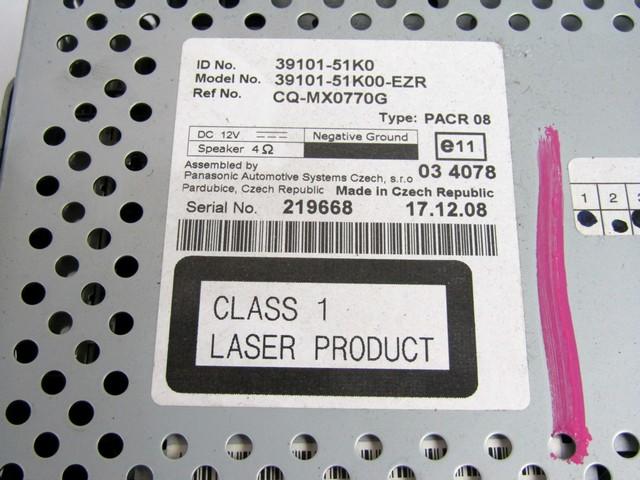 ID No. 39101-51K0
Model No. 39101-51K00-EZR
Ref No. CQ-MX0770G
Type: PACR 08
DC 12V Negative Ground
Speaker 4Ω e11
Assembled by
Panasonic Automotive Systems Czech, s.r.o 03 4078
Pardubice, Czech Republic Made in Czech Republic
Serial No. 219668 17.12.08
CLASS 1
LASER PRODUCT
1 2 3